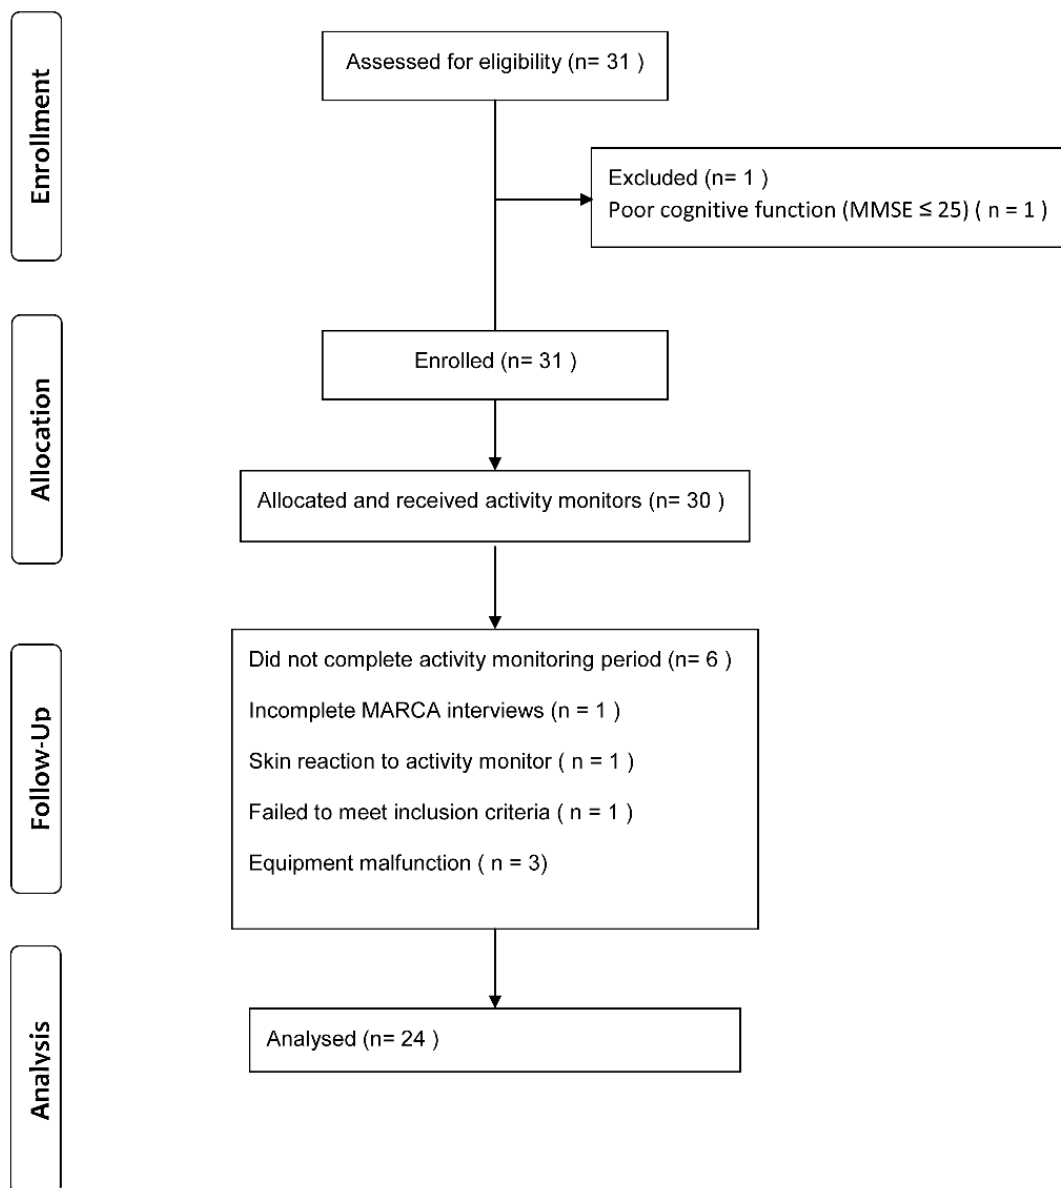 Enrollment
Assessed for eligibility (n= 31 )
Excluded (n= 1 )
Poor cognitive function (MMSE ≤ 25) ( n = 1 )
Allocation
Enrolled (n= 31 )
Allocated and received activity monitors (n= 30 )
Follow-Up
Did not complete activity monitoring period (n= 6 )
Incomplete MARCA interviews (n = 1 )
Skin reaction to activity monitor ( n = 1 )
Failed to meet inclusion criteria ( n = 1 )
Equipment malfunction ( n = 3)
Analysis
Analysed (n= 24 )